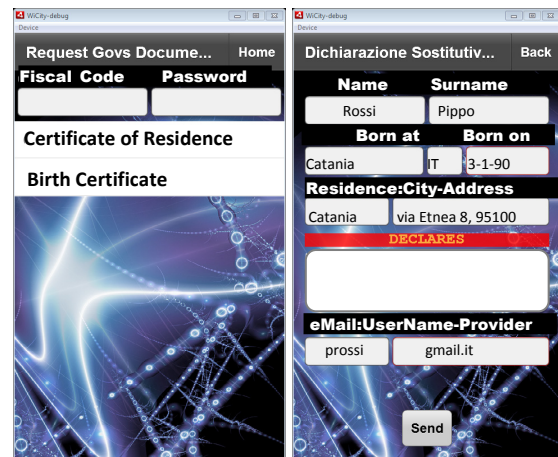 WiCity-debug
Device
Request Govs Docume... Home
Fiscal Code Password
Certificate of Residence
Birth Certificate
WiCity-debug
Device
Dichiarazione Sostitutiv... Back
Name Surname
Rossi Pippo
Born at Born on
Catania IT 3-1-90
Residence:City-Address
Catania via Etnea 8, 95100
DECLARES
eMail:UserName-Provider
prossi gmail.it
Send